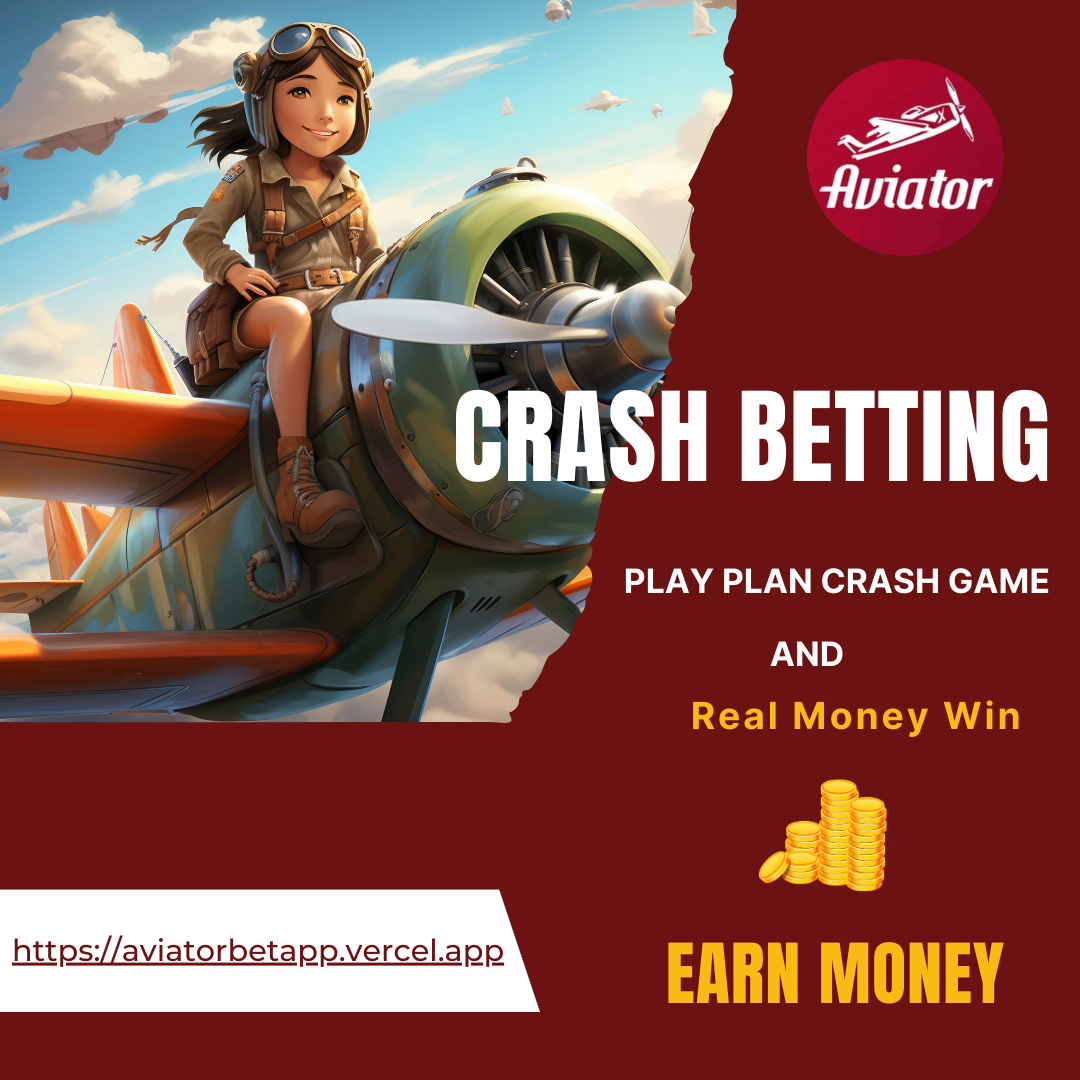 Aviator
CRASH BETTING
PLAY PLAN CRASH GAME
AND
Real Money Win
https://aviatorbetapp.vercel.app
EARN MONEY